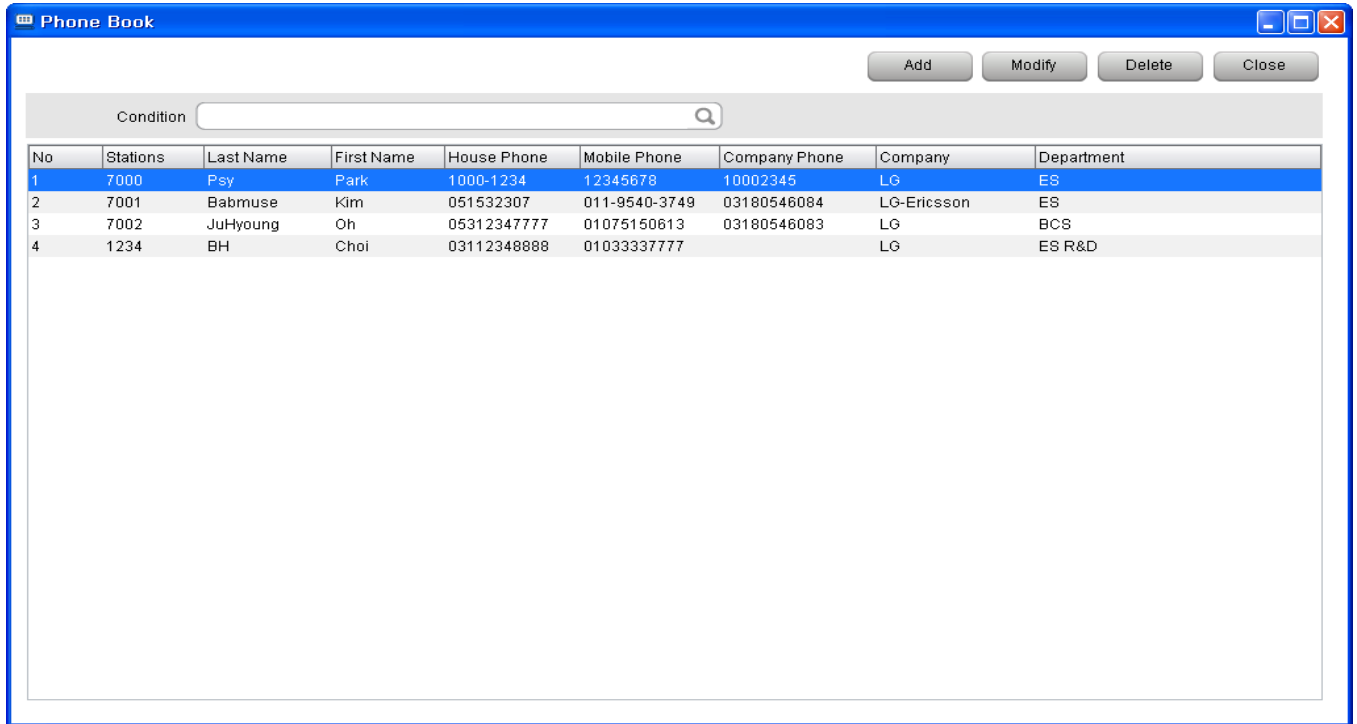 Phone Book
Add Modify Delete Close
Condition
No Stations Last Name First Name House Phone Mobile Phone Company Phone Company Department
1 7000 Psy Park 1000-1234 12345678 10002345 LG ES
2 7001 Babmuse Kim 051532307 011-9540-3749 03180546084 LG-Ericsson ES
3 7002 JuHyoung Oh 05312347777 01075150613 03180546083 LG BCS
4 1234 BH Choi 03112348888 01033337777 LG ES R&D